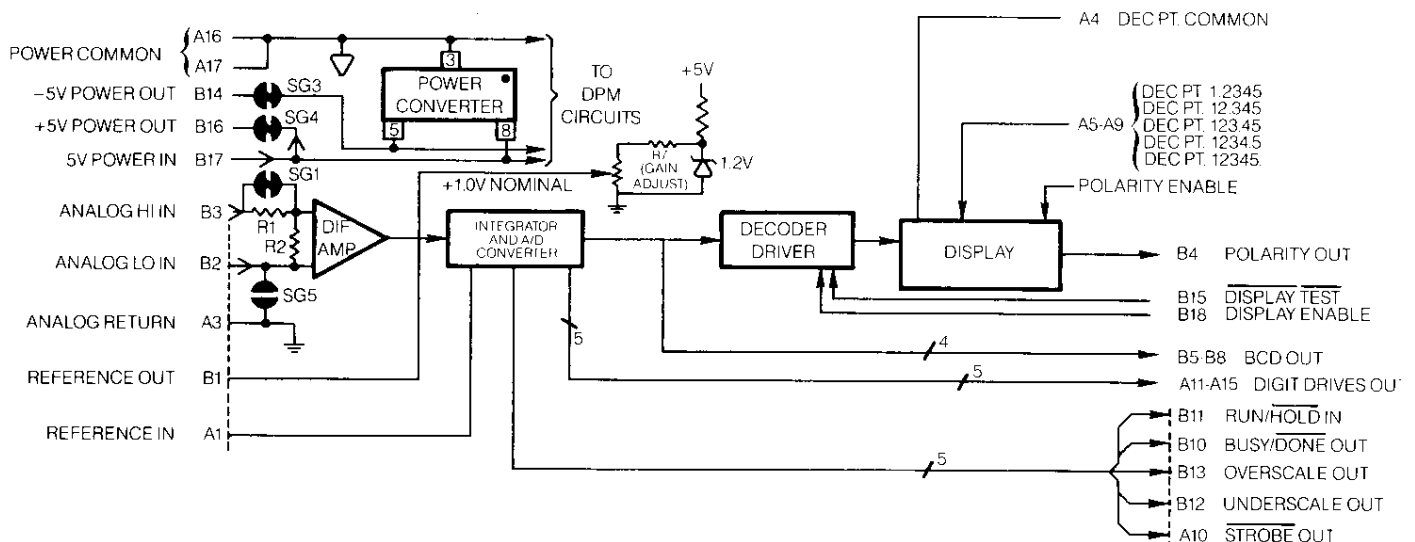 POWER COMMON { A16
A17
-5V POWER OUT B14 SG3
+5V POWER OUT B16 SG4
5V POWER IN B17
3
POWER
CONVERTER
5 8
TO
DPM
CIRCUITS
+5V
R7
(GAIN
ADJUST)
1.2V
+1.0V NOMINAL
SG1
ANALOG HI IN B3
R1
R2
ANALOG LO IN B2
SG5
ANALOG RETURN A3
REFERENCE OUT B1
REFERENCE IN A1
DIF
AMP
INTEGRATOR
AND A/D
CONVERTER
DECODER
DRIVER
DISPLAY
A4 DEC PT. COMMON
A5-A9
DEC PT. 1.2345
DEC PT. 12.345
DEC PT. 123.45
DEC PT. 1234.5
DEC PT. 12345.
POLARITY ENABLE
B4 POLARITY OUT
B15 DISPLAY TEST
B18 DISPLAY ENABLE
4
B5-B8 BCD OUT
5
5
A11-A15 DIGIT DRIVES OUT
5
B11 RUN/HOLD IN
B10 BUSY/DONE OUT
B13 OVERSCALE OUT
B12 UNDERSCALE OUT
A10 STROBE OUT